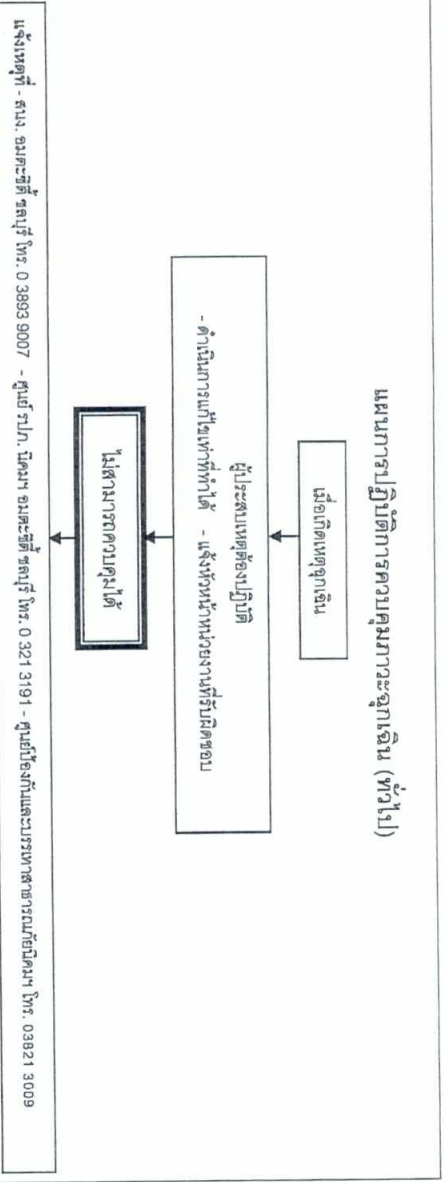 แผนการปฏิบัติการควบคุมภาวะฉุกเฉิน (ทั่วไป)
เมื่อเกิดเหตุฉุกเฉิน
ผู้ประสบเหตุต้องปฏิบัติ
- ดำเนินการแก้ไขเท่าที่ทำได้ - แจ้งหัวหน้าหน่วยงานที่รับผิดชอบ
ไม่สามารถควบคุมได้
แจ้งเหตุที่ - สนง. อมตะซิตี้ ชลบุรี โทร. 0 3893 9007 - ศูนย์ รปภ. นิคมฯ อมตะซิตี้ ชลบุรี โทร. 0 321 3191 - ศูนย์ป้องกันและบรรเทาสาธารณภัยนิคมฯ โทร. 03821 3009